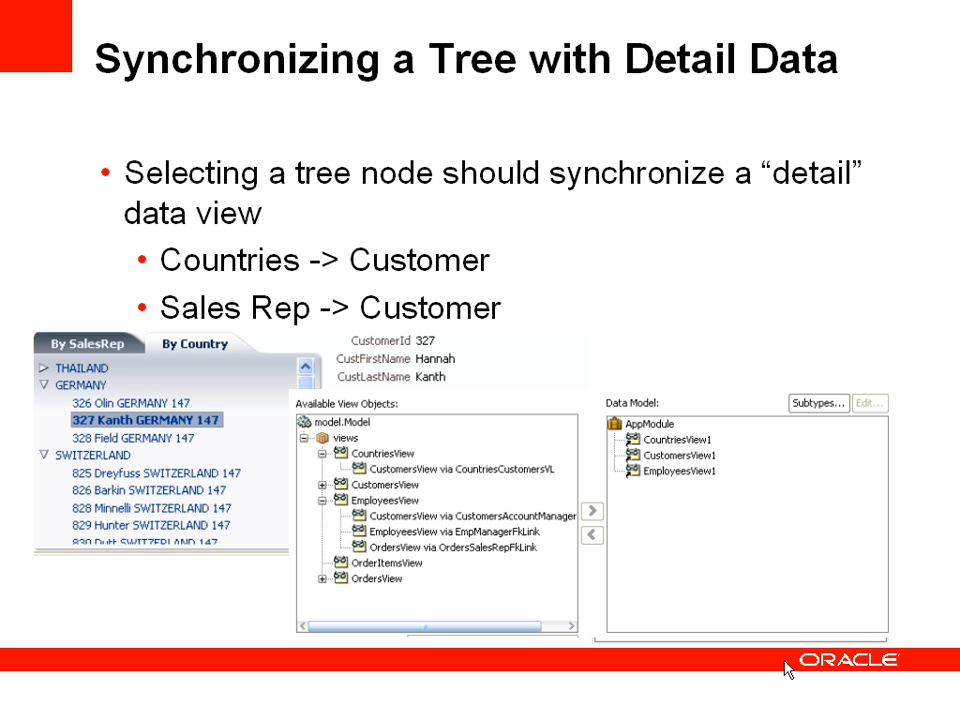 Synchronizing a Tree with Detail Data
• Selecting a tree node should synchronize a “detail”
data view
• Countries -> Customer
• Sales Rep -> Customer
By SalesRep By Country
THAILAND
GERMANY
326 Olin GERMANY 147
327 Kanth GERMANY 147
328 Field GERMANY 147
SWITZERLAND
825 Dreyfuss SWITZERLAND 147
826 Barkin SWITZERLAND 147
828 Minnelli SWITZERLAND 147
829 Hunter SWITZERLAND 147
830 Dutt SWITZERLAND 147
CustomerId 327
CustFirstName Hannah
CustLastName Kanth
Available View Objects:
model.Model
views
CountriesView
CustomersView via CountriesCustomersVL
CustomersView
EmployeesView
CustomersView via CustomersAccountManager
EmployeesView via EmpManagerFkLink
OrdersView via OrdersSalesRepFkLink
OrderItemsView
OrdersView
Data Model:
Subtypes... Edit...
AppModule
CountriesView1
CustomersView1
EmployeesView1
ORACLE